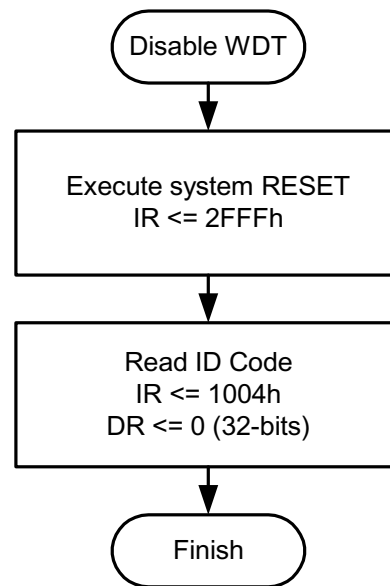 Disable WDT
Execute system RESET
IR <= 2FFFh
Read ID Code
IR <= 1004h
DR <= 0 (32-bits)
Finish